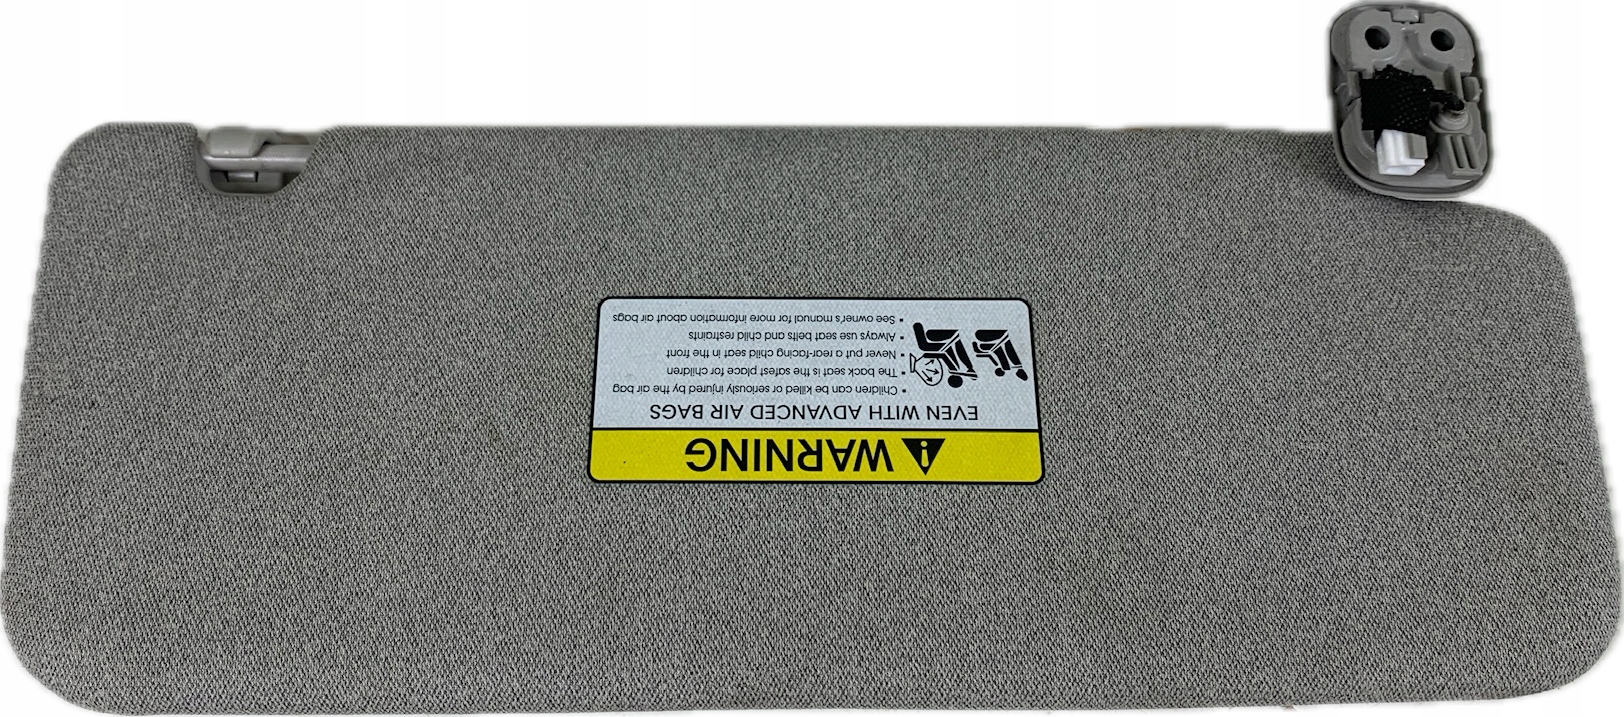 WARNING
EVEN WITH ADVANCED AIR BAGS
• Children can be killed or seriously injured by the air bag
• The back seat is the safest place for children
• Never put a rear-facing child seat in the front
• Always use seat belts and child restraints
• See owner's manual for more information about air bags